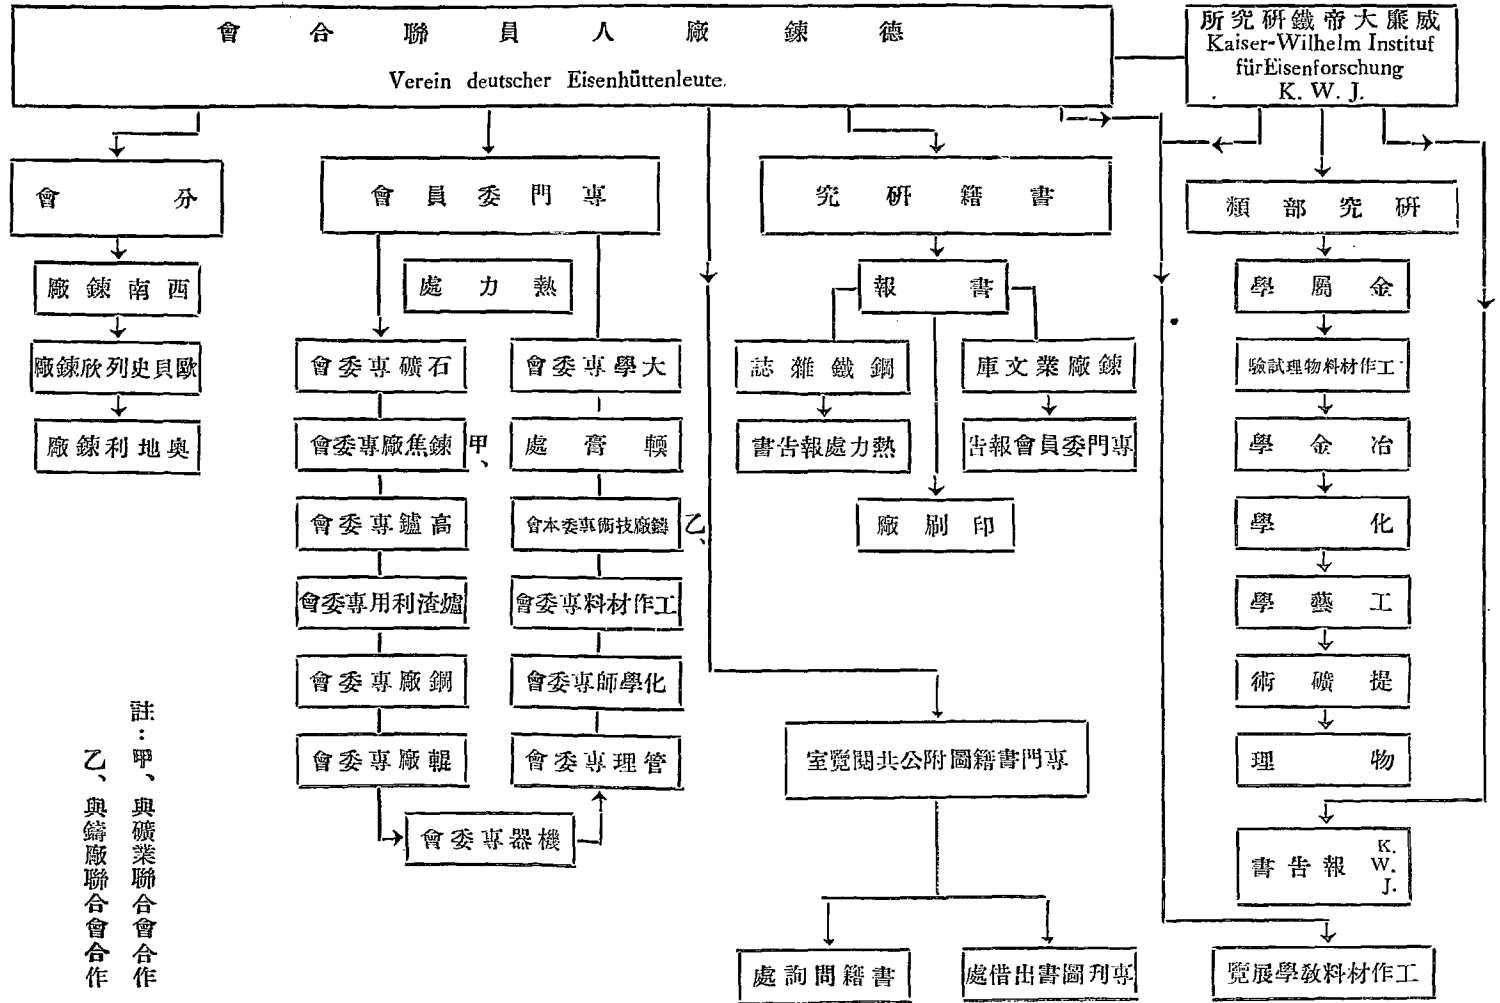 德鍊廠人員聯合會
Verein deutscher Eisenhüttenleute.
威廉大帝鐵研究所
Kaiser-Wilhelm Instituf
für Eisenforschung
K. W. J.
分會
西南鍊廠
歐貝史列欣鍊廠
奧地利鍊廠
專門委員會
熱力處
石礦專委會
鍊焦廠專委會
甲、
高鑪專委會
爐渣利用專委會
鋼廠專委會
輥廠專委會
機器專委會
大學專委會
頓膏處
鑄廠技術專委本會
乙、
工作材料專委會
化學師專委會
管理專委會
書籍研究
書報
鋼鐵雜誌
熱力處報告書
鍊廠業文庫
專門委員會報告
印刷廠
專門書籍圖附公共閱覽室
書籍問詢處
專刋圖書出借處
研究部類
金屬學
工作材料物理試驗
冶金學
化學
工藝學
提礦術
物理
K.
W.
J.
報告書
工作材料敎學展覽
註：甲、與礦業聯合會合作
乙、與鑄廠聯合會合作